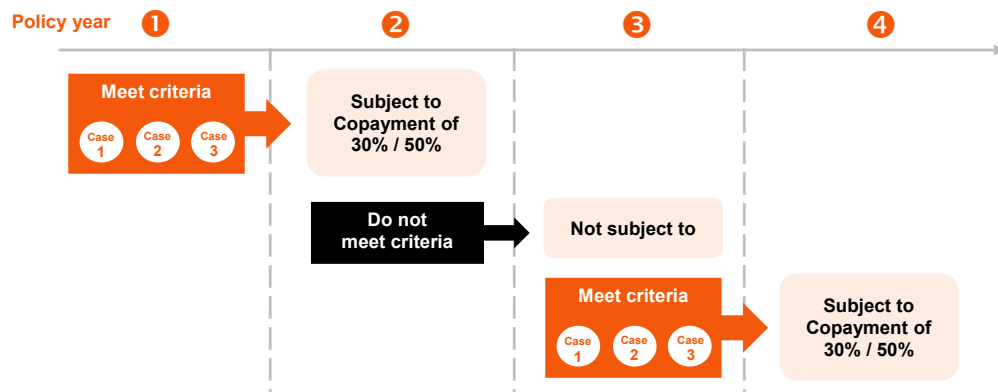 Policy year
1
2
3
4
Meet criteria
Case
1
Case
2
Case
3
Subject to
Copayment of
30% / 50%
Do not
meet criteria
Not subject to
Meet criteria
Case
1
Case
2
Case
3
Subject to
Copayment of
30% / 50%